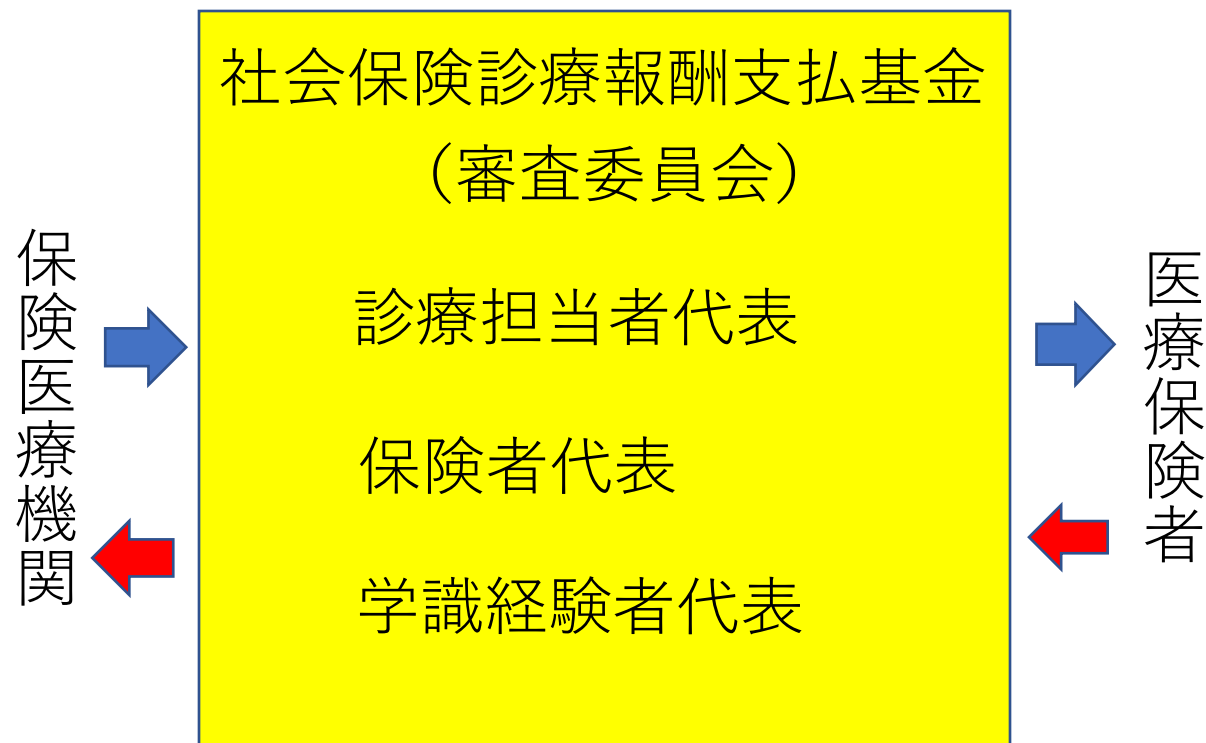 社会保険診療報酬支払基金
（審査委員会）
保険医療機関
診療担当者代表
保険者代表
学識経験者代表
医療保険者